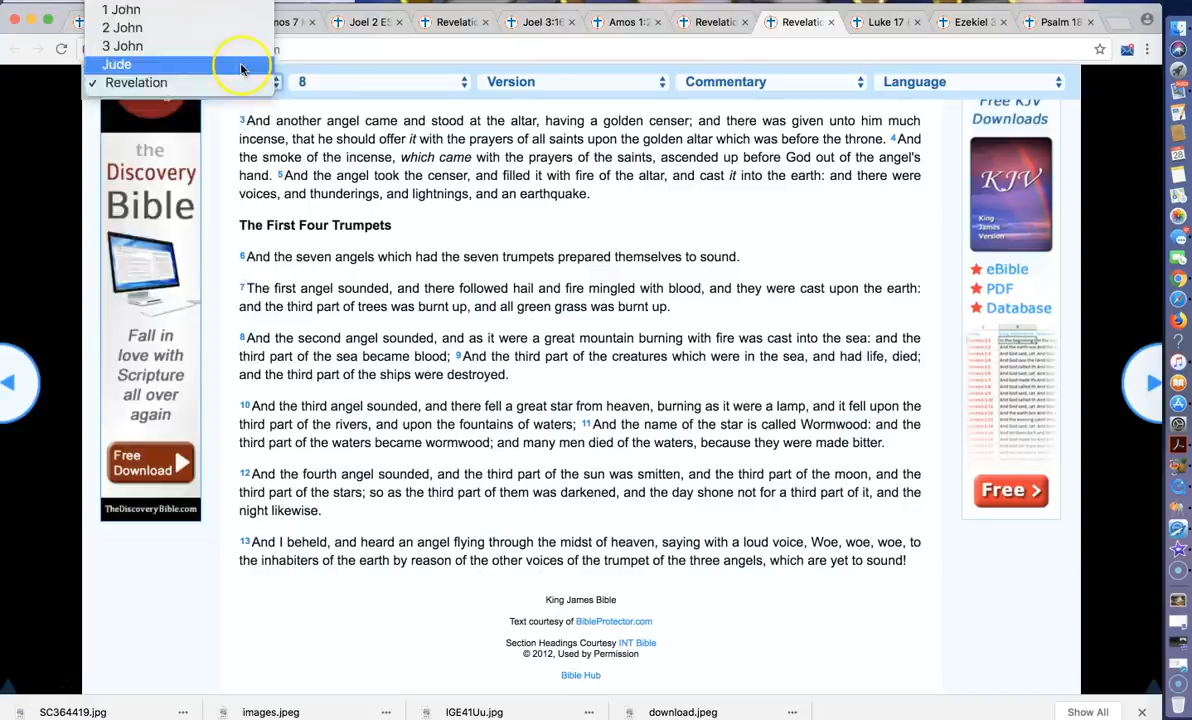 1 John
2 John
3 John
Jude
✓ Revelation
mos 7
Joel 2 ES
Revelatio
Joel 3:16
Amos 1:2
Revelatio
Revelatio
Luke 17
Ezekiel 3
Psalm 18
8
Version
Commentary
Language
the
Discovery
Bible
Fall in
love with
Scripture
all over
again
Free
Download
TheDiscoveryBible.com
3And another angel came and stood at the altar, having a golden censer; and there was given unto him much
incense, that he should offer it with the prayers of all saints upon the golden altar which was before the throne. 4And
the smoke of the incense, which came with the prayers of the saints, ascended up before God out of the angel's
hand. 5And the angel took the censer, and filled it with fire of the altar, and cast it into the earth: and there were
voices, and thunderings, and lightnings, and an earthquake.
The First Four Trumpets
6And the seven angels which had the seven trumpets prepared themselves to sound.
7The first angel sounded, and there followed hail and fire mingled with blood, and they were cast upon the earth:
and the third part of trees was burnt up, and all green grass was burnt up.
8And the second angel sounded, and as it were a great mountain burning with fire was cast into the sea: and the
third part of the sea became blood; 9And the third part of the creatures which were in the sea, and had life, died;
and the third part of the ships were destroyed.
10And the third angel sounded, and there fell a great star from heaven, burning as it were a lamp, and it fell upon the
third part of the rivers, and upon the fountains of waters; 11And the name of the star is called Wormwood: and the
third part of the waters became wormwood; and many men died of the waters, because they were made bitter.
12And the fourth angel sounded, and the third part of the sun was smitten, and the third part of the moon, and the
third part of the stars; so as the third part of them was darkened, and the day shone not for a third part of it, and the
night likewise.
13And I beheld, and heard an angel flying through the midst of heaven, saying with a loud voice, Woe, woe, woe, to
the inhabiters of the earth by reason of the other voices of the trumpet of the three angels, which are yet to sound!
King James Bible
Text courtesy of BibleProtector.com
Section Headings Courtesy INT Bible
© 2012, Used by Permission
Bible Hub
Free KJV
Downloads
KJV
King
James
Version
eBible
PDF
Database
Free >
SC364419.jpg
images.jpeg
IGE41Uu.jpg
download.jpeg
Show All